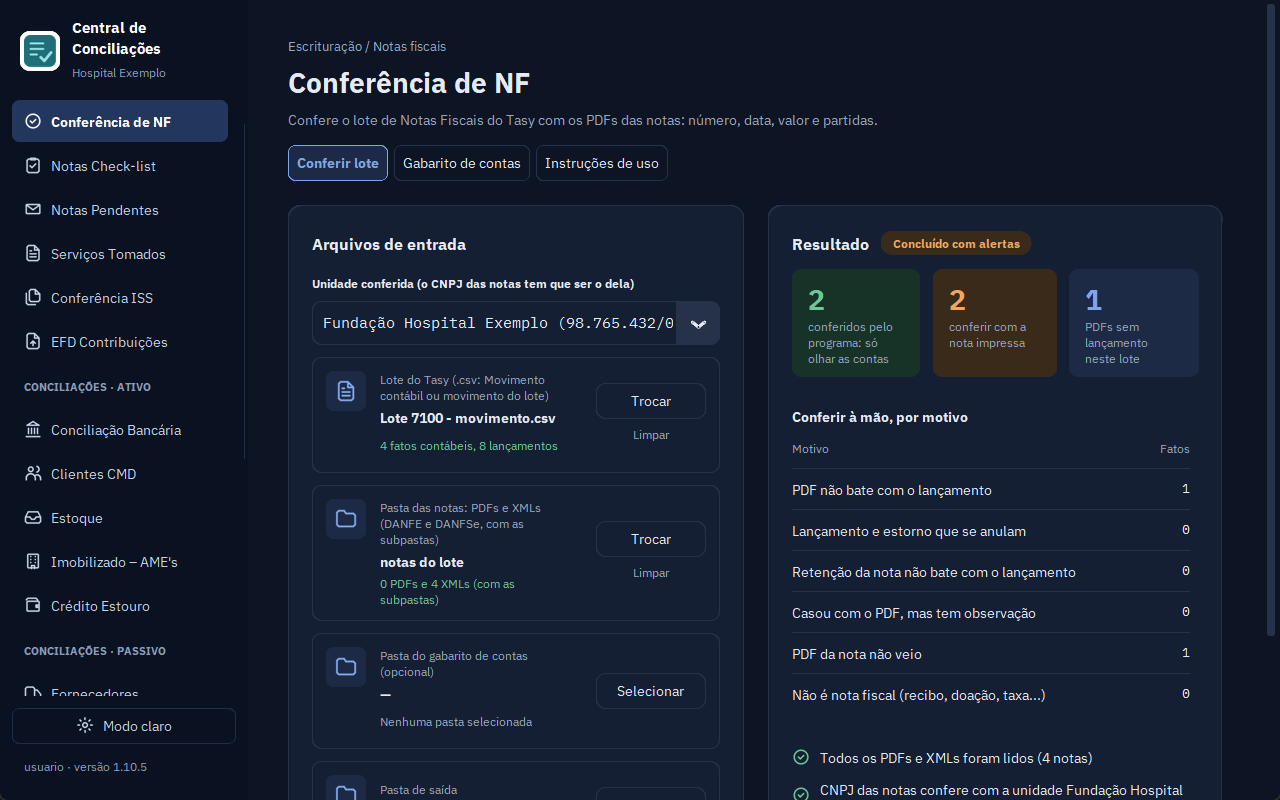 Central de
Conciliações
Hospital Exemplo
Conferência de NF
Notas Check-list
Notas Pendentes
Serviços Tomados
Conferência ISS
EFD Contribuições
CONCILIAÇÕES · ATIVO
Conciliação Bancária
Clientes CMD
Estoque
Imobilizado – AME's
Crédito Estouro
CONCILIAÇÕES · PASSIVO
Fornecedores
Modo claro
usuario · versão 1.10.5
Escrituração / Notas fiscais
Conferência de NF
Confere o lote de Notas Fiscais do Tasy com os PDFs das notas: número, data, valor e partidas.
Conferir lote
Gabarito de contas
Instruções de uso
Arquivos de entrada
Unidade conferida (o CNPJ das notas tem que ser o dela)
Fundação Hospital Exemplo (98.765.432/0
Lote do Tasy (.csv: Movimento
contábil ou movimento do lote)
Lote 7100 - movimento.csv
4 fatos contábeis, 8 lançamentos
Trocar
Limpar
Pasta das notas: PDFs e XMLs
(DANFE e DANFSe, com as
subpastas)
notas do lote
0 PDFs e 4 XMLs (com as
subpastas)
Trocar
Limpar
Pasta do gabarito de contas
(opcional)
—
Nenhuma pasta selecionada
Selecionar
Pasta de saída
Resultado
Concluído com alertas
2
conferidos pelo
programa: só
olhar as contas
2
conferir com a
nota impressa
1
PDFs sem
lançamento
neste lote
Conferir à mão, por motivo
Motivo
Fatos
PDF não bate com o lançamento
1
Lançamento e estorno que se anulam
0
Retenção da nota não bate com o lançamento
0
Casou com o PDF, mas tem observação
0
PDF da nota não veio
1
Não é nota fiscal (recibo, doação, taxa...)
0
Todos os PDFs e XMLs foram lidos (4 notas)
CNPJ das notas confere com a unidade Fundação Hospital